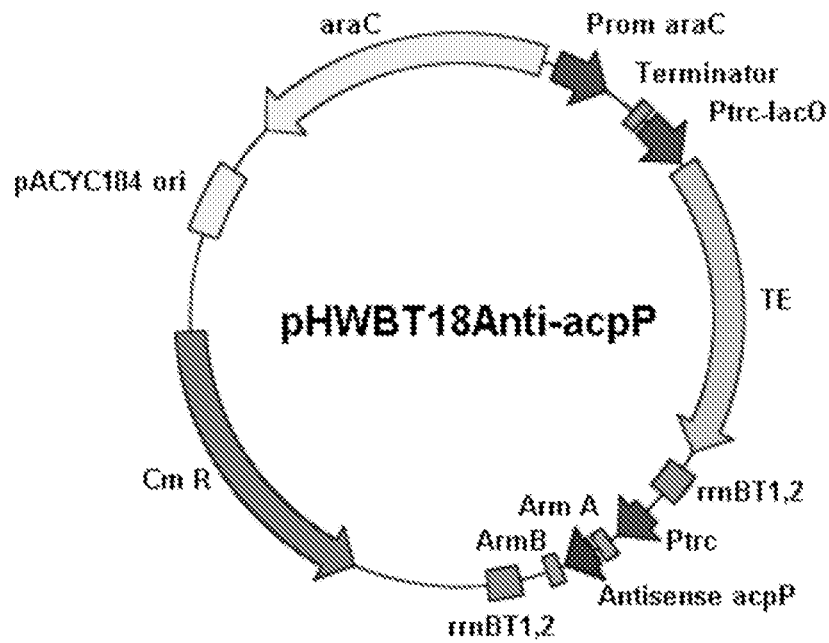 araC
Prom araC
Terminator
Ptrc-lacO
pACYC184 ori
TE
pHWBT18Anti-acpP
Cm R
rrnBT1,2
Arm A
Ptrc
ArmB
Antisense acpP
rrnBT1,2